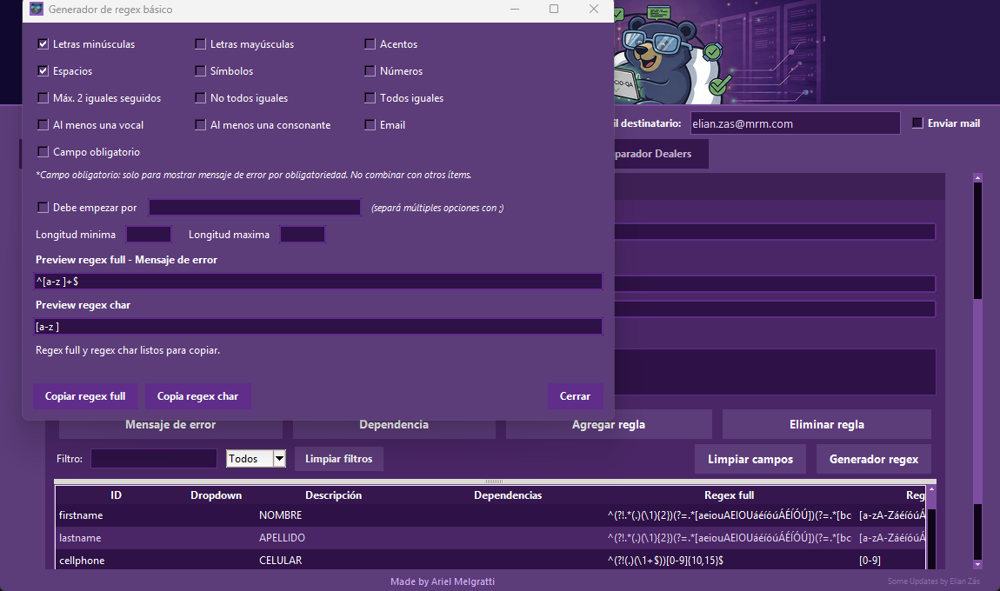 Generador de regex básico
Letras minúsculas Letras mayúsculas Acentos
Espacios Símbolos Números
Máx. 2 iguales seguidos No todos iguales Todos iguales
Al menos una vocal Al menos una consonante Email
Campo obligatorio
*Campo obligatorio: solo para mostrar mensaje de error por obligatoriedad. No combinar con otros ítems.
Debe empezar por (separá múltiples opciones con ;)
Longitud minima Longitud maxima
Preview regex full - Mensaje de error
^[a-z ]+$
Preview regex char
[a-z ]
Regex full y regex char listos para copiar.
Copiar regex full Copia regex char Cerrar
CIO-QA
il destinatario: elian.zas@mrm.com Enviar mail
parador Dealers
Mensaje de error Dependencia Agregar regla Eliminar regla
Filtro: Todos Limpiar filtros Limpiar campos Generador regex
ID Dropdown Descripción Dependencias Regex full Reg
firstname NOMBRE ^(?!.*(.)(\1){2})(?=.*[aeiouAEIOUáéíóúÁÉÍÓÚ])(?=.*[bc [a-zA-ZáéíóúÁ
lastname APELLIDO ^(?!.*(.)(\1){2})(?=.*[aeiouAEIOUáéíóúÁÉÍÓÚ])(?=.*[bc [a-zA-ZáéíóúÁ
cellphone CELULAR ^(?!(.)(\1+$))[0-9]{10,15}$ [0-9]
Made by Ariel Melgratti
Some Updates by Elian Zás